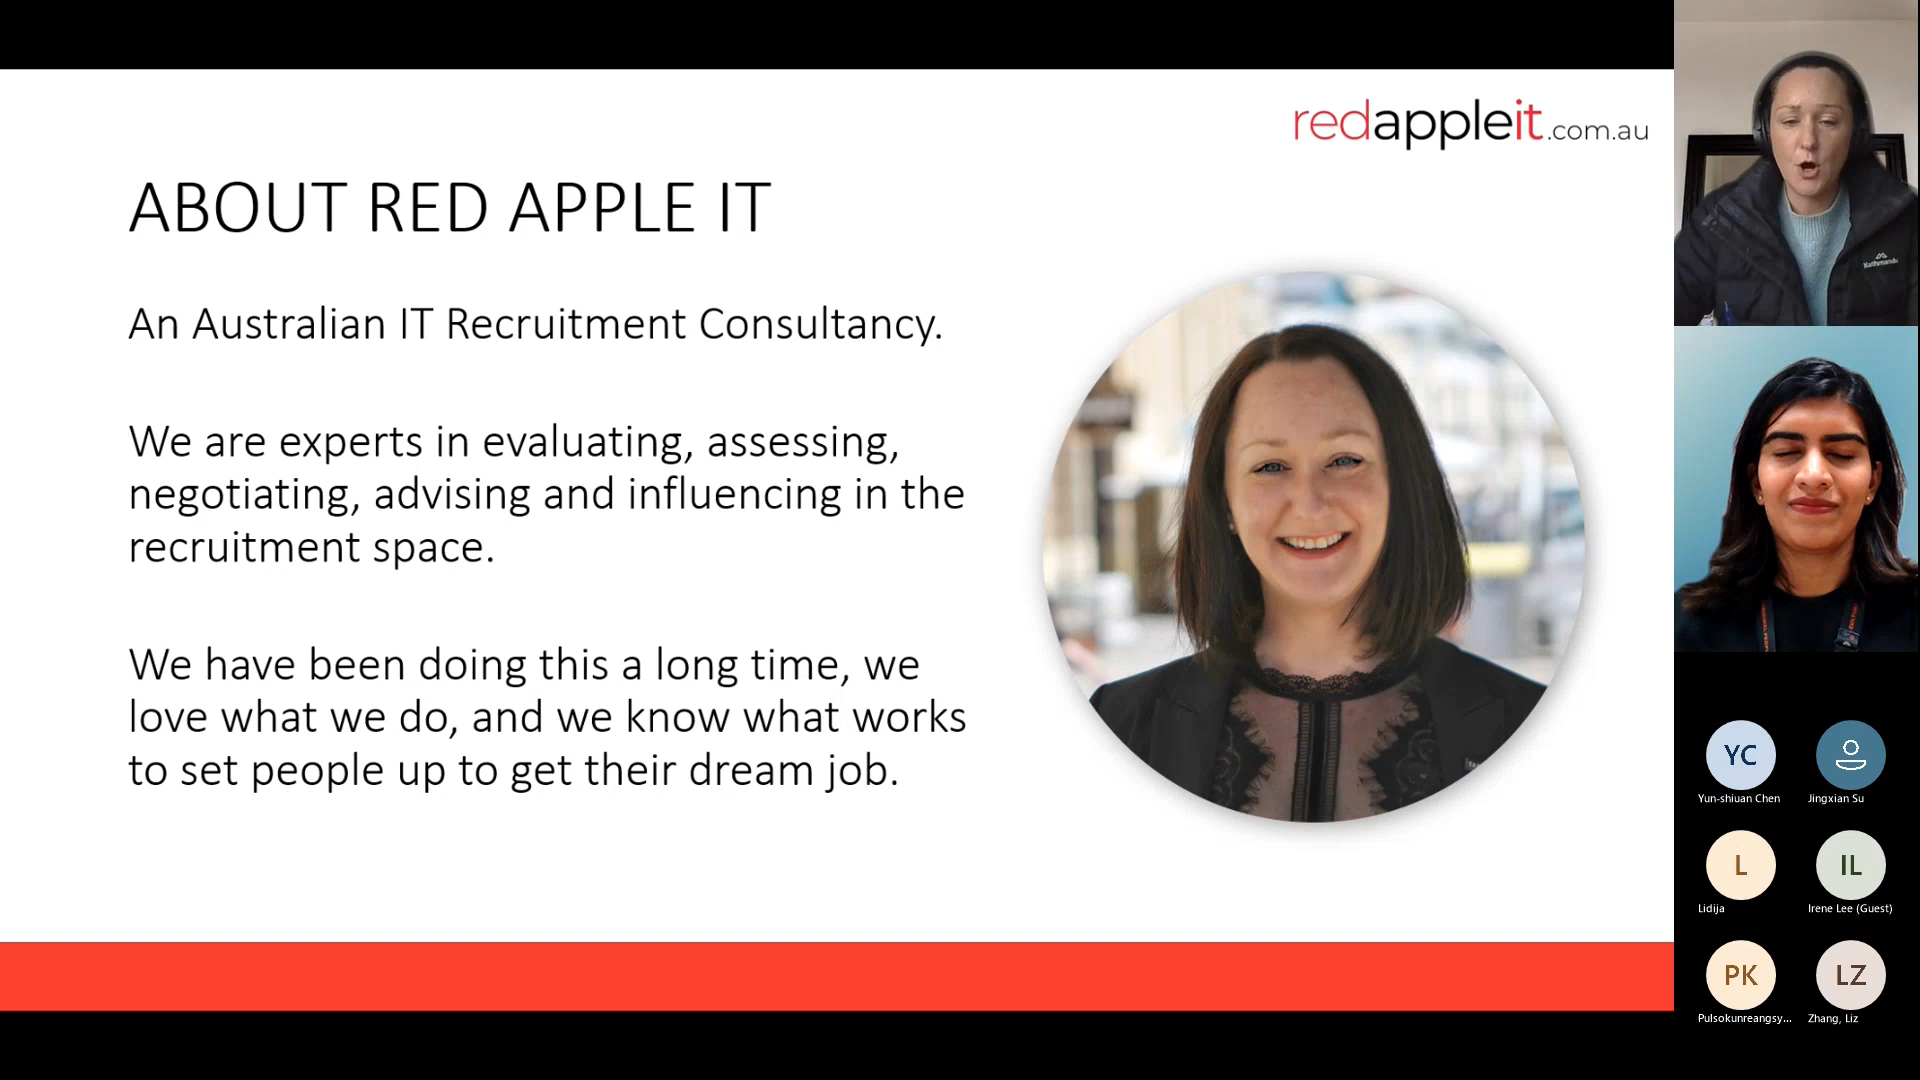 redappleit.com.au
ABOUT RED APPLE IT
An Australian IT Recruitment Consultancy.
We are experts in evaluating, assessing,
negotiating, advising and influencing in the
recruitment space.
We have been doing this a long time, we
love what we do, and we know what works
to set people up to get their dream job.
Kathmandu
YC
Yun-shiuan Chen
Jingxian Su
L
Lidija
IL
Irene Lee (Guest)
PK
Pulsokunreangsy...
LZ
Zhang, Liz